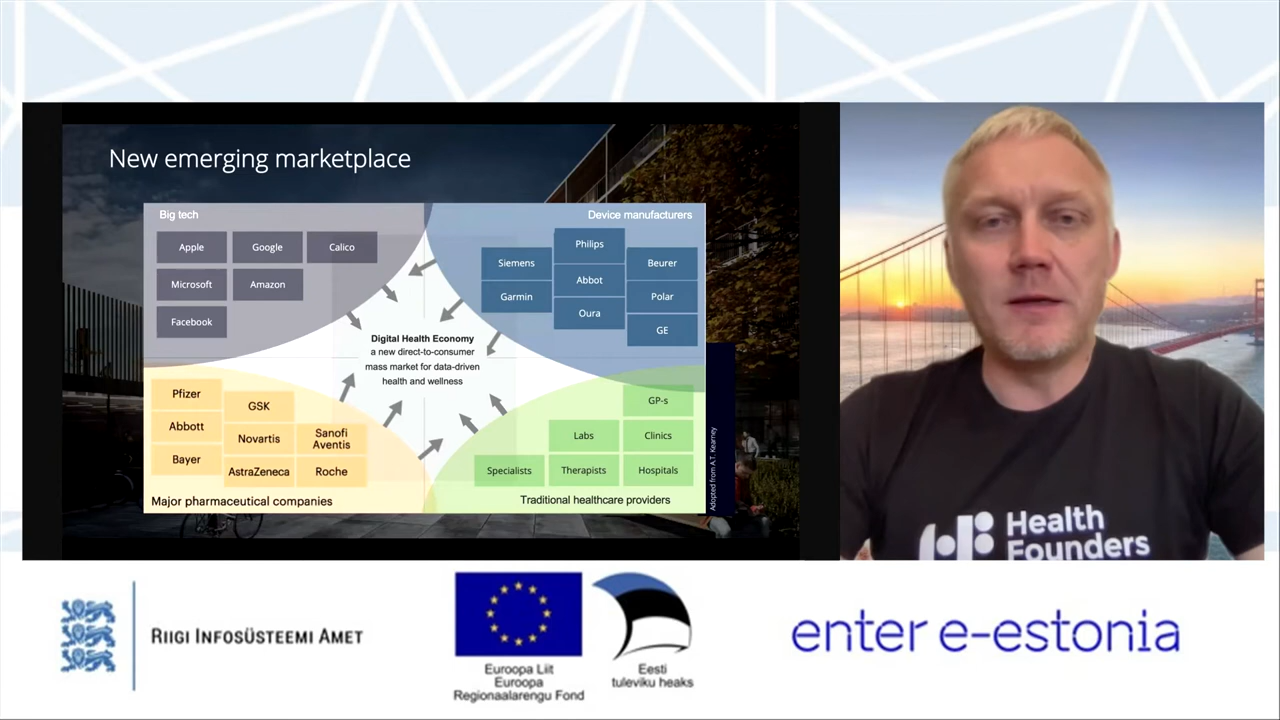 New emerging marketplace
Big tech
Apple
Google
Calico
Microsoft
Amazon
Facebook
Device manufacturers
Siemens
Philips
Beurer
Garmin
Abbot
Polar
Oura
GE
Digital Health Economy
a new direct-to-consumer
mass market for data-driven
health and wellness
Pfizer
GSK
Abbott
Novartis
Sanofi
Aventis
Bayer
AstraZeneca
Roche
Major pharmaceutical companies
GP-s
Labs
Clinics
Specialists
Therapists
Hospitals
Traditional healthcare providers
Adopted from A.T. Kearney
Health
Founders
RIIGI INFOSÜSTEEMI AMET
Euroopa Liit
Euroopa
Regionaalarengu Fond
Eesti
tuleviku heaks
enter e-estonia